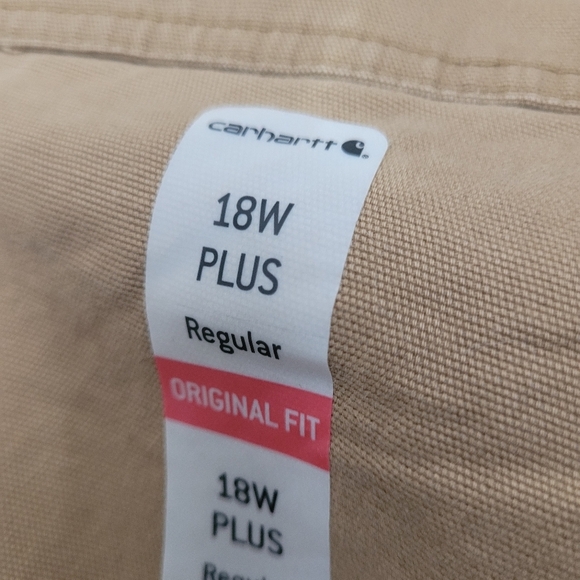 carhartt
18W
PLUS
Regular
ORIGINAL FIT
18W
PLUS